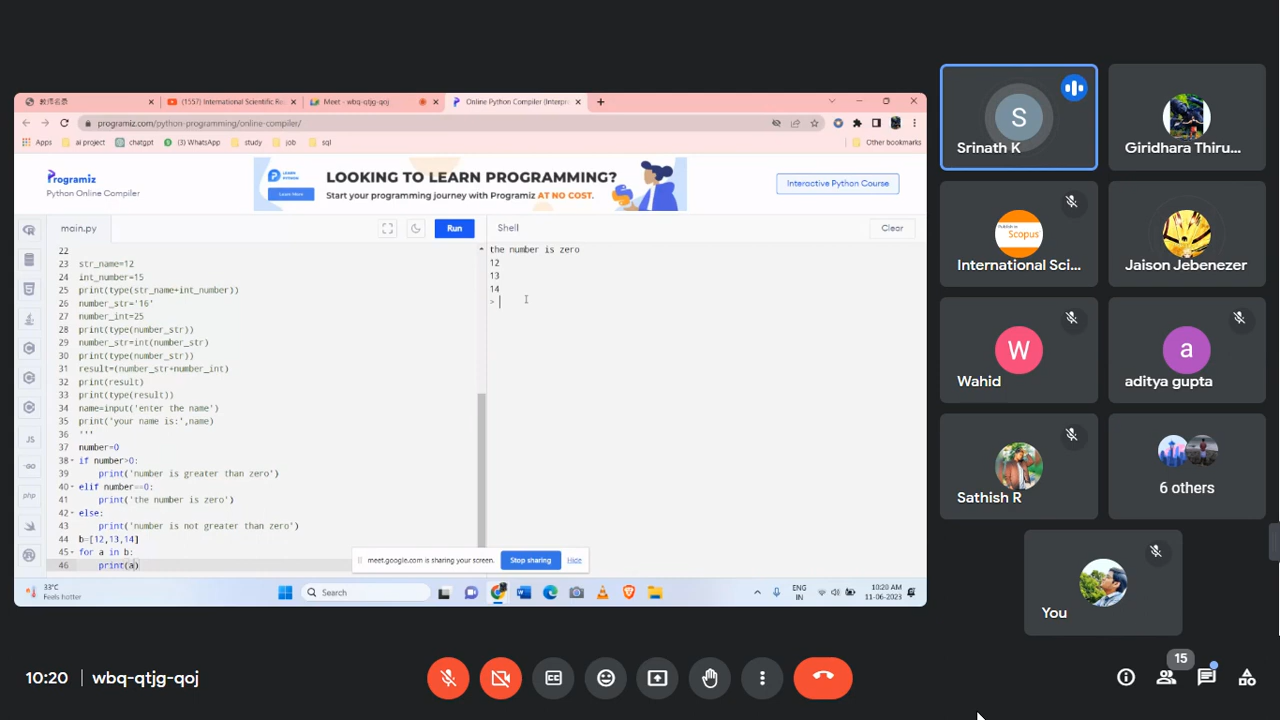 教师名录
(1557) International Scientific Re
Meet - wbq-qtjg-qoj
Online Python Compiler (Interpr
programiz.com/python-programming/online-compiler/
Apps
ai project
chatgpt
(3) WhatsApp
study
job
sql
Other bookmarks
Programiz
Python Online Compiler
LEARN PYTHON
Learn More
LOOKING TO LEARN PROGRAMMING?
Start your programming journey with Programiz AT NO COST.
Interactive Python Course
main.py
Run
Shell
Clear
22
23 str_name=12
24 int_number=15
25 print(type(str_name+int_number))
26 number_str='16'
27 number_int=25
28 print(type(number_str))
29 number_str=int(number_str)
30 print(type(number_str))
31 result=(number_str+number_int)
32 print(result)
33 print(type(result))
34 name=input('enter the name')
35 print('your name is:',name)
36 '''
37 number=0
38 if number>0:
39 print('number is greater than zero')
40 elif number==0:
41 print('the number is zero')
42 else:
43 print('number is not greater than zero')
44 b=[12,13,14]
45 for a in b:
46 print(a)
the number is zero
12
13
14
>
JS
GO
php
meet.google.com is sharing your screen.
Stop sharing
Hide
33°C
Feels hotter
Search
ENG
IN
10:20 AM
11-06-2023
S
Srinath K
Giridhara Thiru...
Publish in
Scopus
International Sci...
Jaison Jebenezer
W
Wahid
a
aditya gupta
Sathish R
6 others
You
10:20
wbq-qtjg-qoj
15